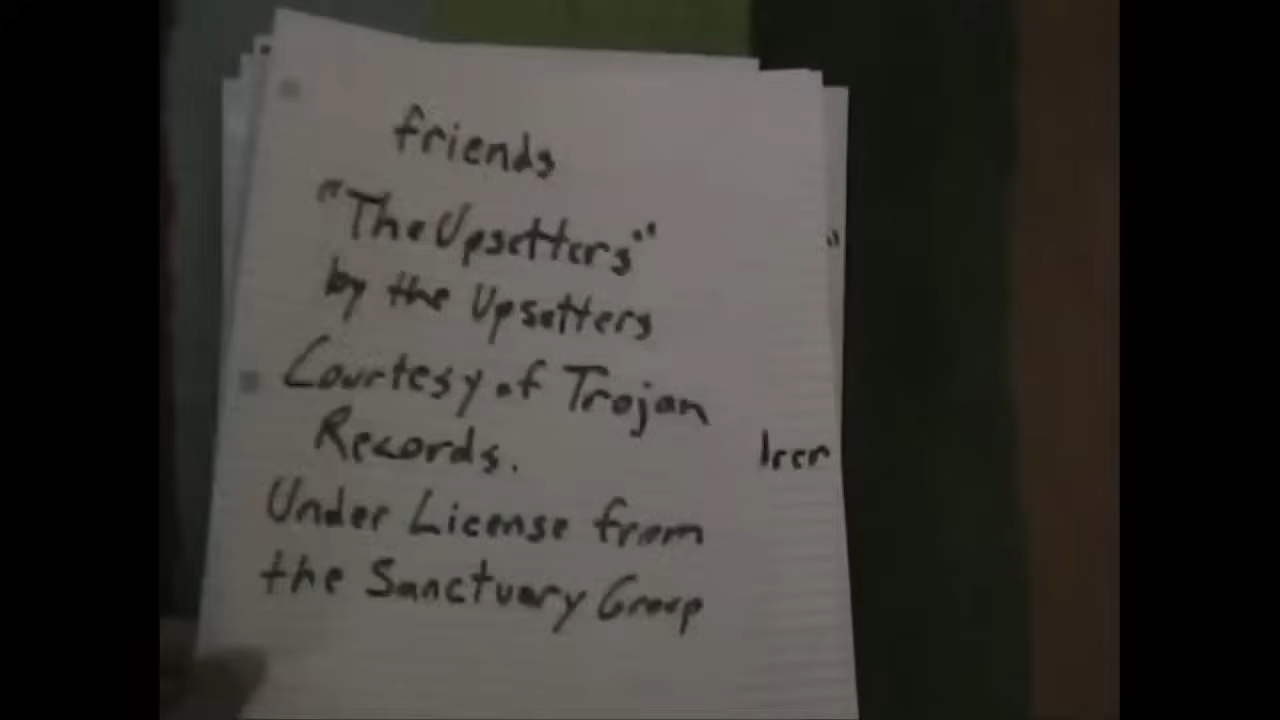 friends
"The Upsetters"
by the Upsetters
Courtesy of Trojan
Records.
Under License from
the Sanctuary Group